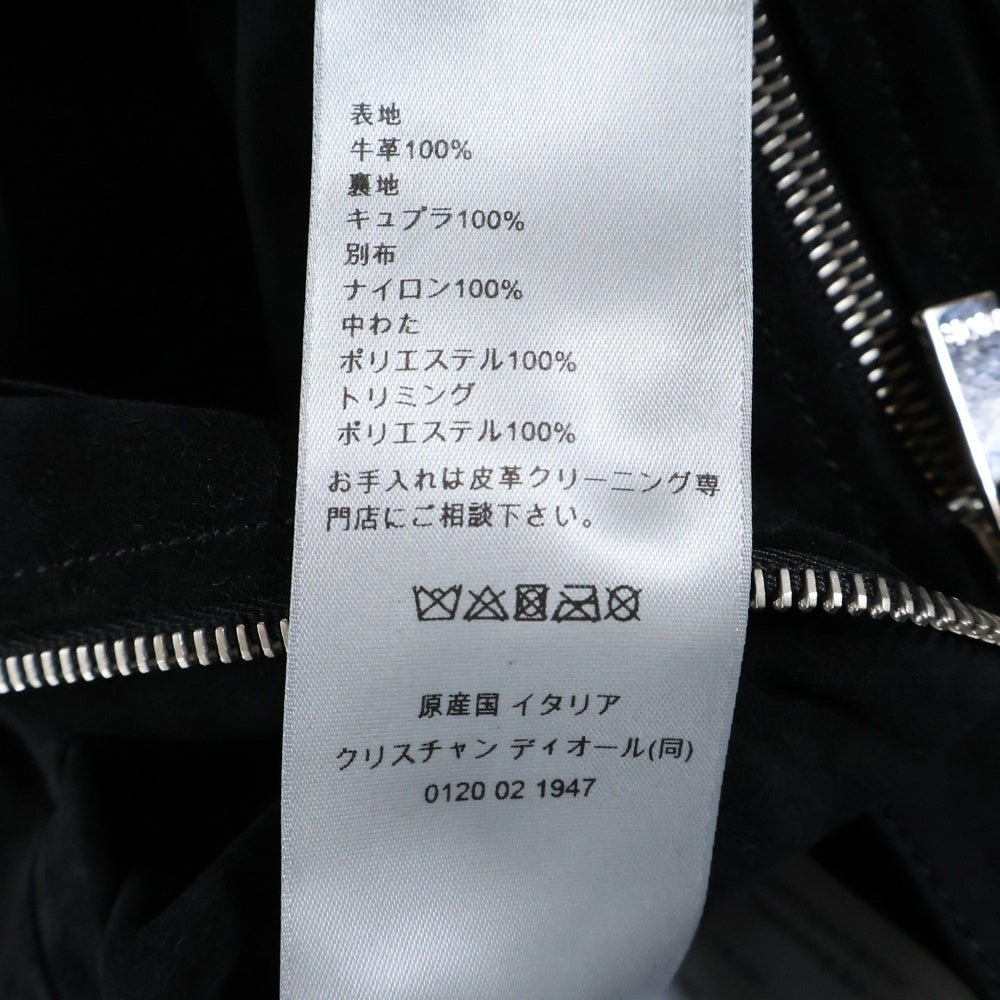 表地
牛革100%
裏地
キュプラ100%
別布
ナイロン100%
中わた
ポリエステル100%
トリミング
ポリエステル100%
お手入れは皮革クリーニング専
門店にご相談下さい。
原産国 イタリア
クリスチャン ディオール(同)
0120 02 1947